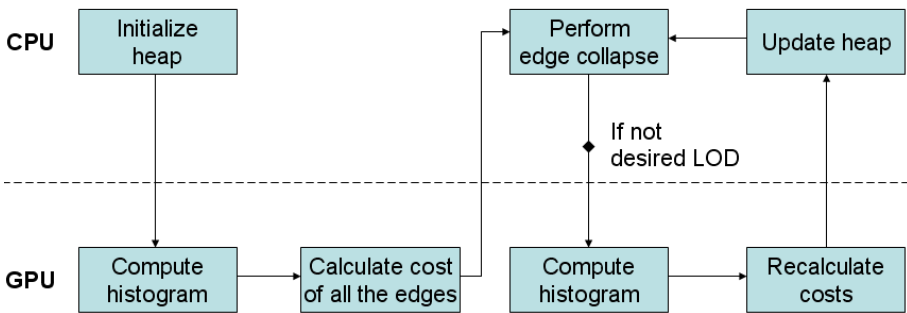 CPU
Initialize
heap
Perform
edge collapse
Update heap
If not
desired LOD
GPU
Compute
histogram
Calculate cost
of all the edges
Compute
histogram
Recalculate
costs